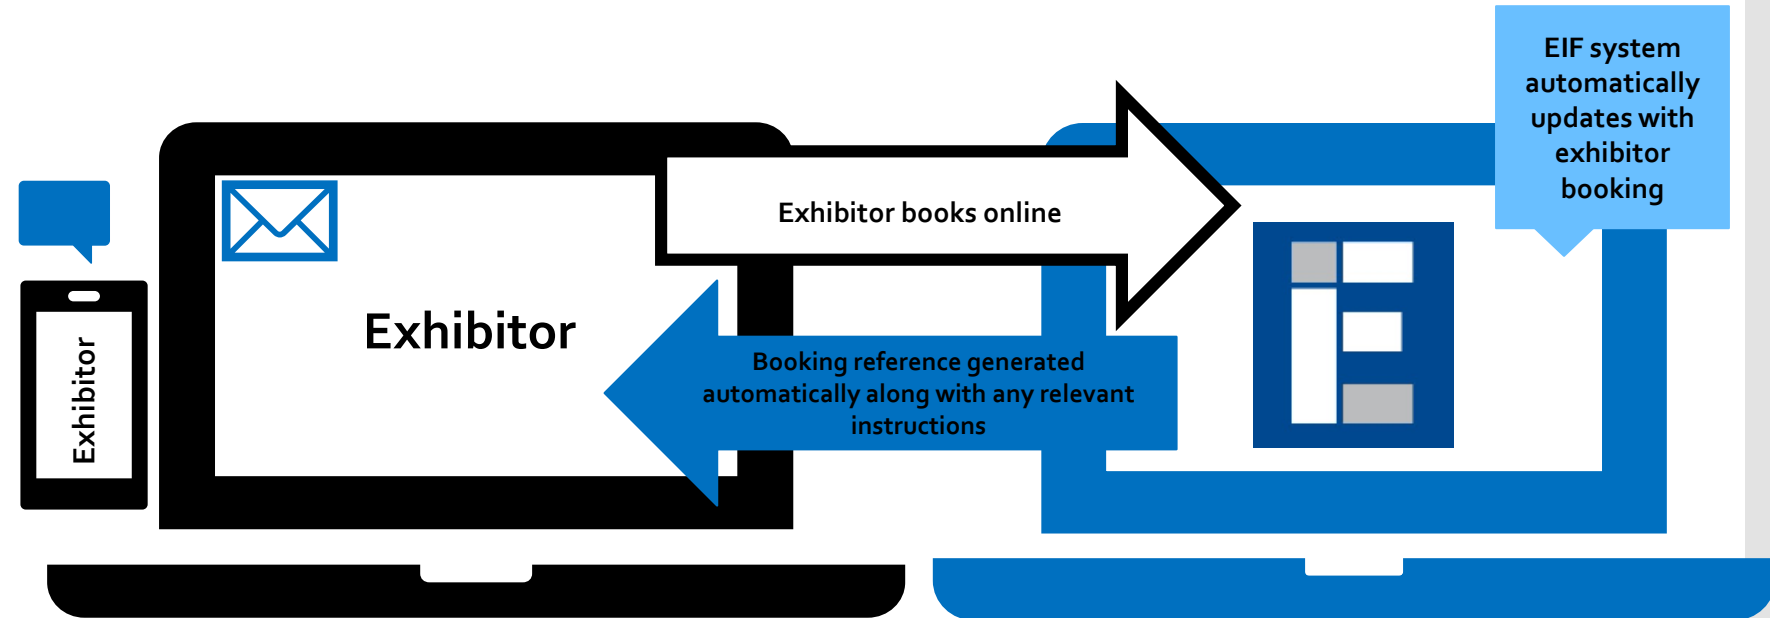 EIF system
automatically
updates with
exhibitor
booking
Exhibitor books online
Exhibitor
Exhibitor
Booking reference generated
automatically along with any relevant
instructions